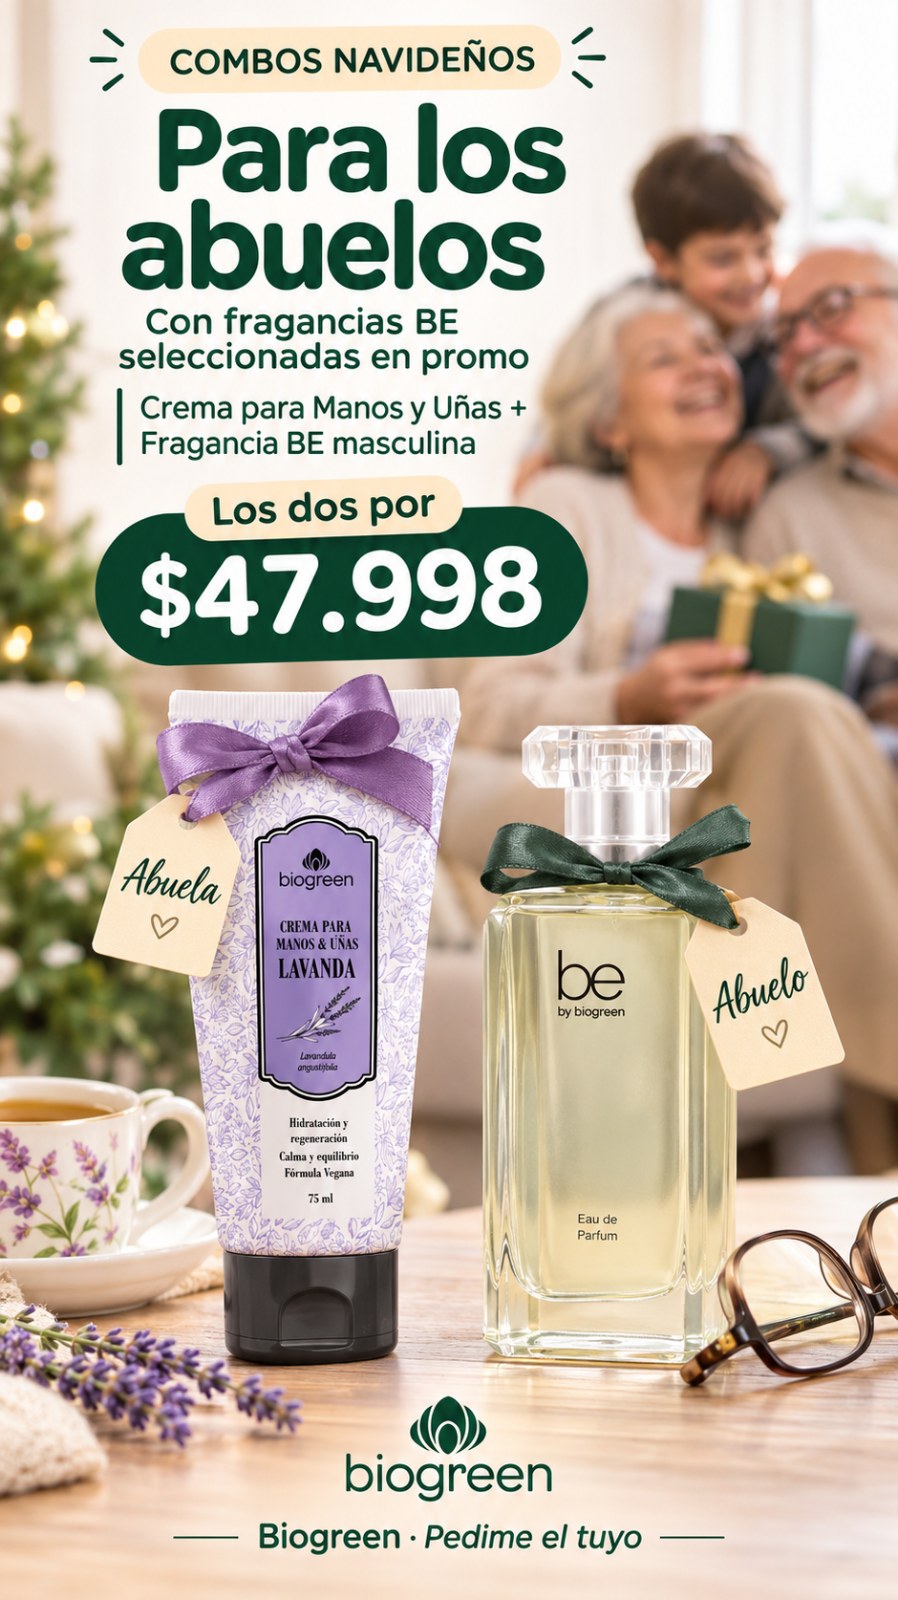 COMBOS NAVIDEÑOS
Para los
abuelos
Con fragancias BE
seleccionadas en promo
Crema para Manos y Uñas +
Fragancia BE masculina
Los dos por
$47.998
Abuela
biogreen
CREMA PARA
MANOS & UÑAS
LAVANDA
Lavandula
angustifolia
Hidratación y
regeneración
Calma y equilibrio
Fórmula Vegana
75 ml
be
by biogreen
Eau de
Parfum
Abuelo
biogreen
Biogreen · Pedime el tuyo